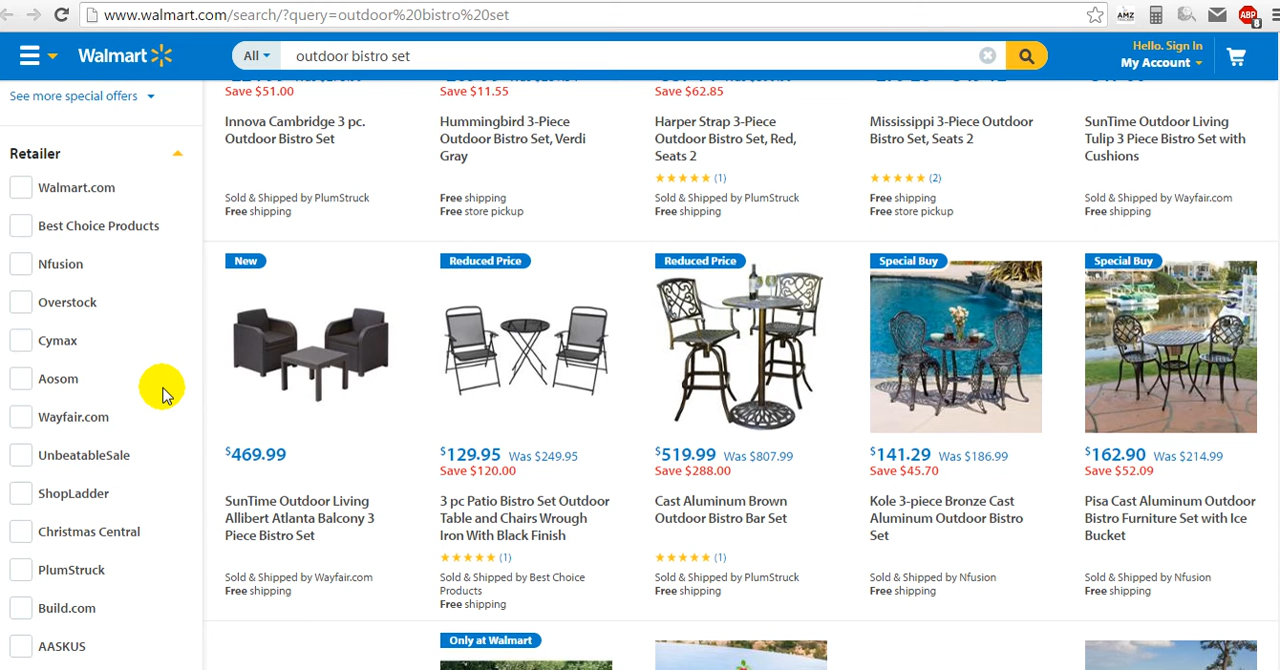 www.walmart.com/search/?query=outdoor%20bistro%20set
AMZ
ABP
8
Walmart
All
outdoor bistro set
Hello. Sign In
My Account
See more special offers
Retailer
Walmart.com
Best Choice Products
Nfusion
Overstock
Cymax
Aosom
Wayfair.com
UnbeatableSale
ShopLadder
Christmas Central
PlumStruck
Build.com
AASKUS
Save $51.00
Innova Cambridge 3 pc.
Outdoor Bistro Set
Sold & Shipped by PlumStruck
Free shipping
Save $11.55
Hummingbird 3-Piece
Outdoor Bistro Set, Verdi
Gray
Free shipping
Free store pickup
Save $62.85
Harper Strap 3-Piece
Outdoor Bistro Set, Red,
Seats 2
(1)
Sold & Shipped by PlumStruck
Free shipping
Mississippi 3-Piece Outdoor
Bistro Set, Seats 2
(2)
Free shipping
Free store pickup
SunTime Outdoor Living
Tulip 3 Piece Bistro Set with
Cushions
Sold & Shipped by Wayfair.com
Free shipping
New
$469.99
SunTime Outdoor Living
Allibert Atlanta Balcony 3
Piece Bistro Set
Sold & Shipped by Wayfair.com
Free shipping
Reduced Price
$129.95 Was $249.95
Save $120.00
3 pc Patio Bistro Set Outdoor
Table and Chairs Wrough
Iron With Black Finish
(1)
Sold & Shipped by Best Choice
Products
Free shipping
Reduced Price
$519.99 Was $807.99
Save $288.00
Cast Aluminum Brown
Outdoor Bistro Bar Set
(1)
Sold & Shipped by PlumStruck
Free shipping
Special Buy
$141.29 Was $186.99
Save $45.70
Kole 3-piece Bronze Cast
Aluminum Outdoor Bistro
Set
Sold & Shipped by Nfusion
Free shipping
Special Buy
$162.90 Was $214.99
Save $52.09
Pisa Cast Aluminum Outdoor
Bistro Furniture Set with Ice
Bucket
Sold & Shipped by Nfusion
Free shipping
Only at Walmart